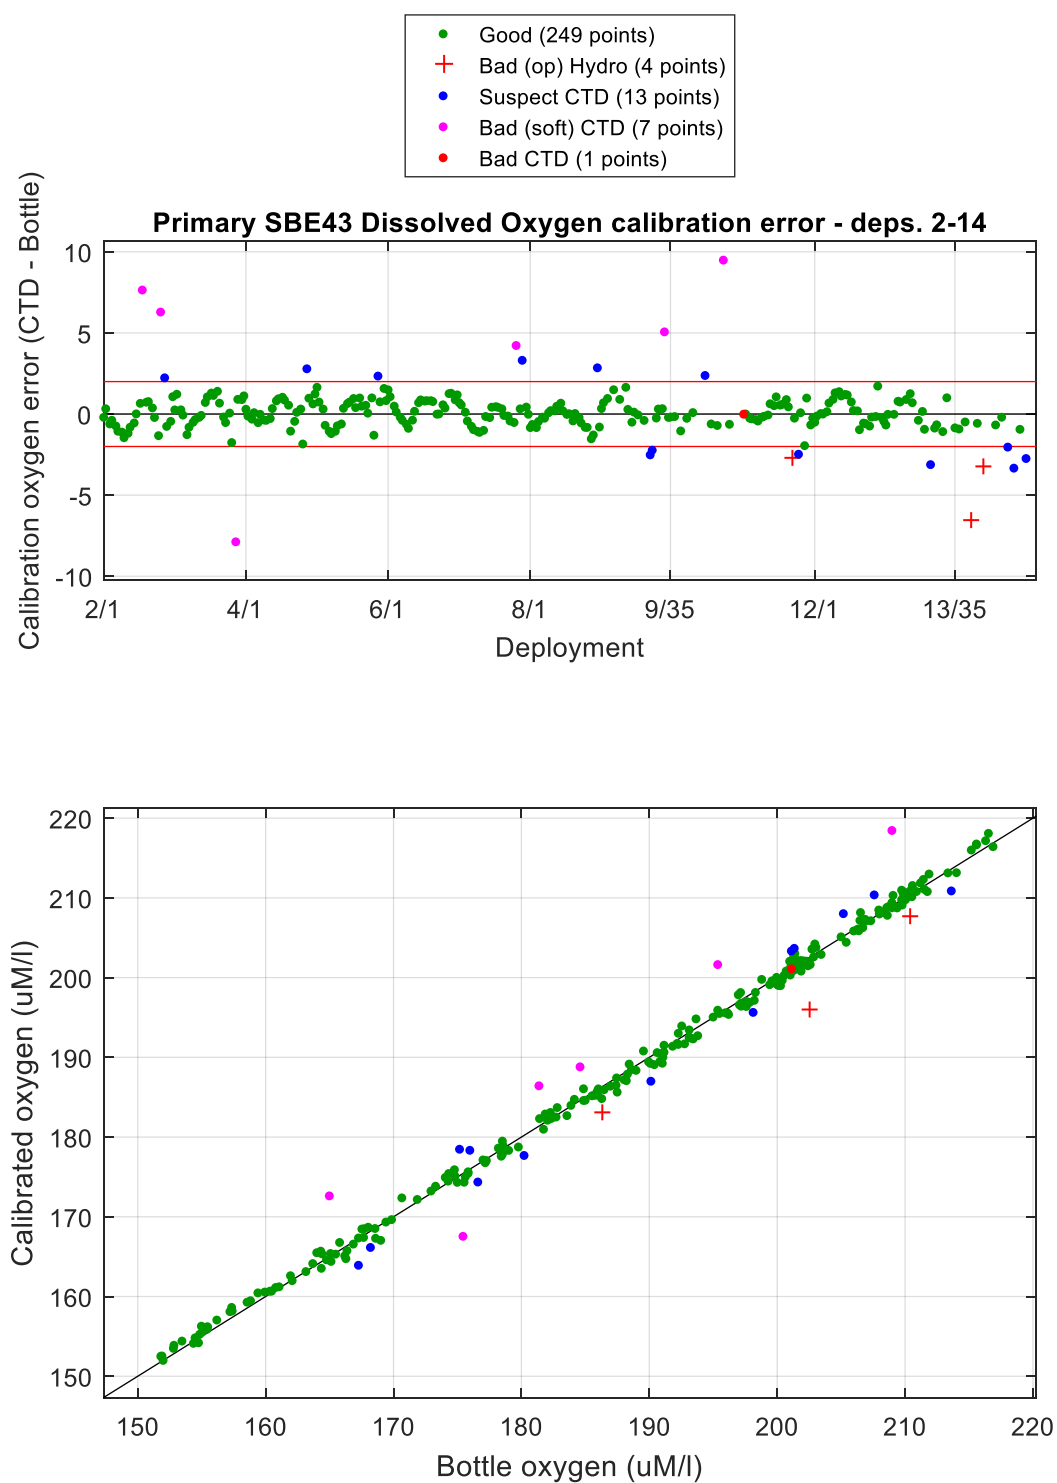 Good (249 points)
Bad (op) Hydro (4 points)
Suspect CTD (13 points)
Bad (soft) CTD (7 points)
Bad CTD (1 points)
Primary SBE43 Dissolved Oxygen calibration error - deps. 2-14
Calibration oxygen error (CTD - Bottle)
10
5
0
-5
-10
2/1 4/1 6/1 8/1 9/35 12/1 13/35
Deployment
Calibrated oxygen (uM/l)
220
210
200
190
180
170
160
150
150 160 170 180 190 200 210 220
Bottle oxygen (uM/l)